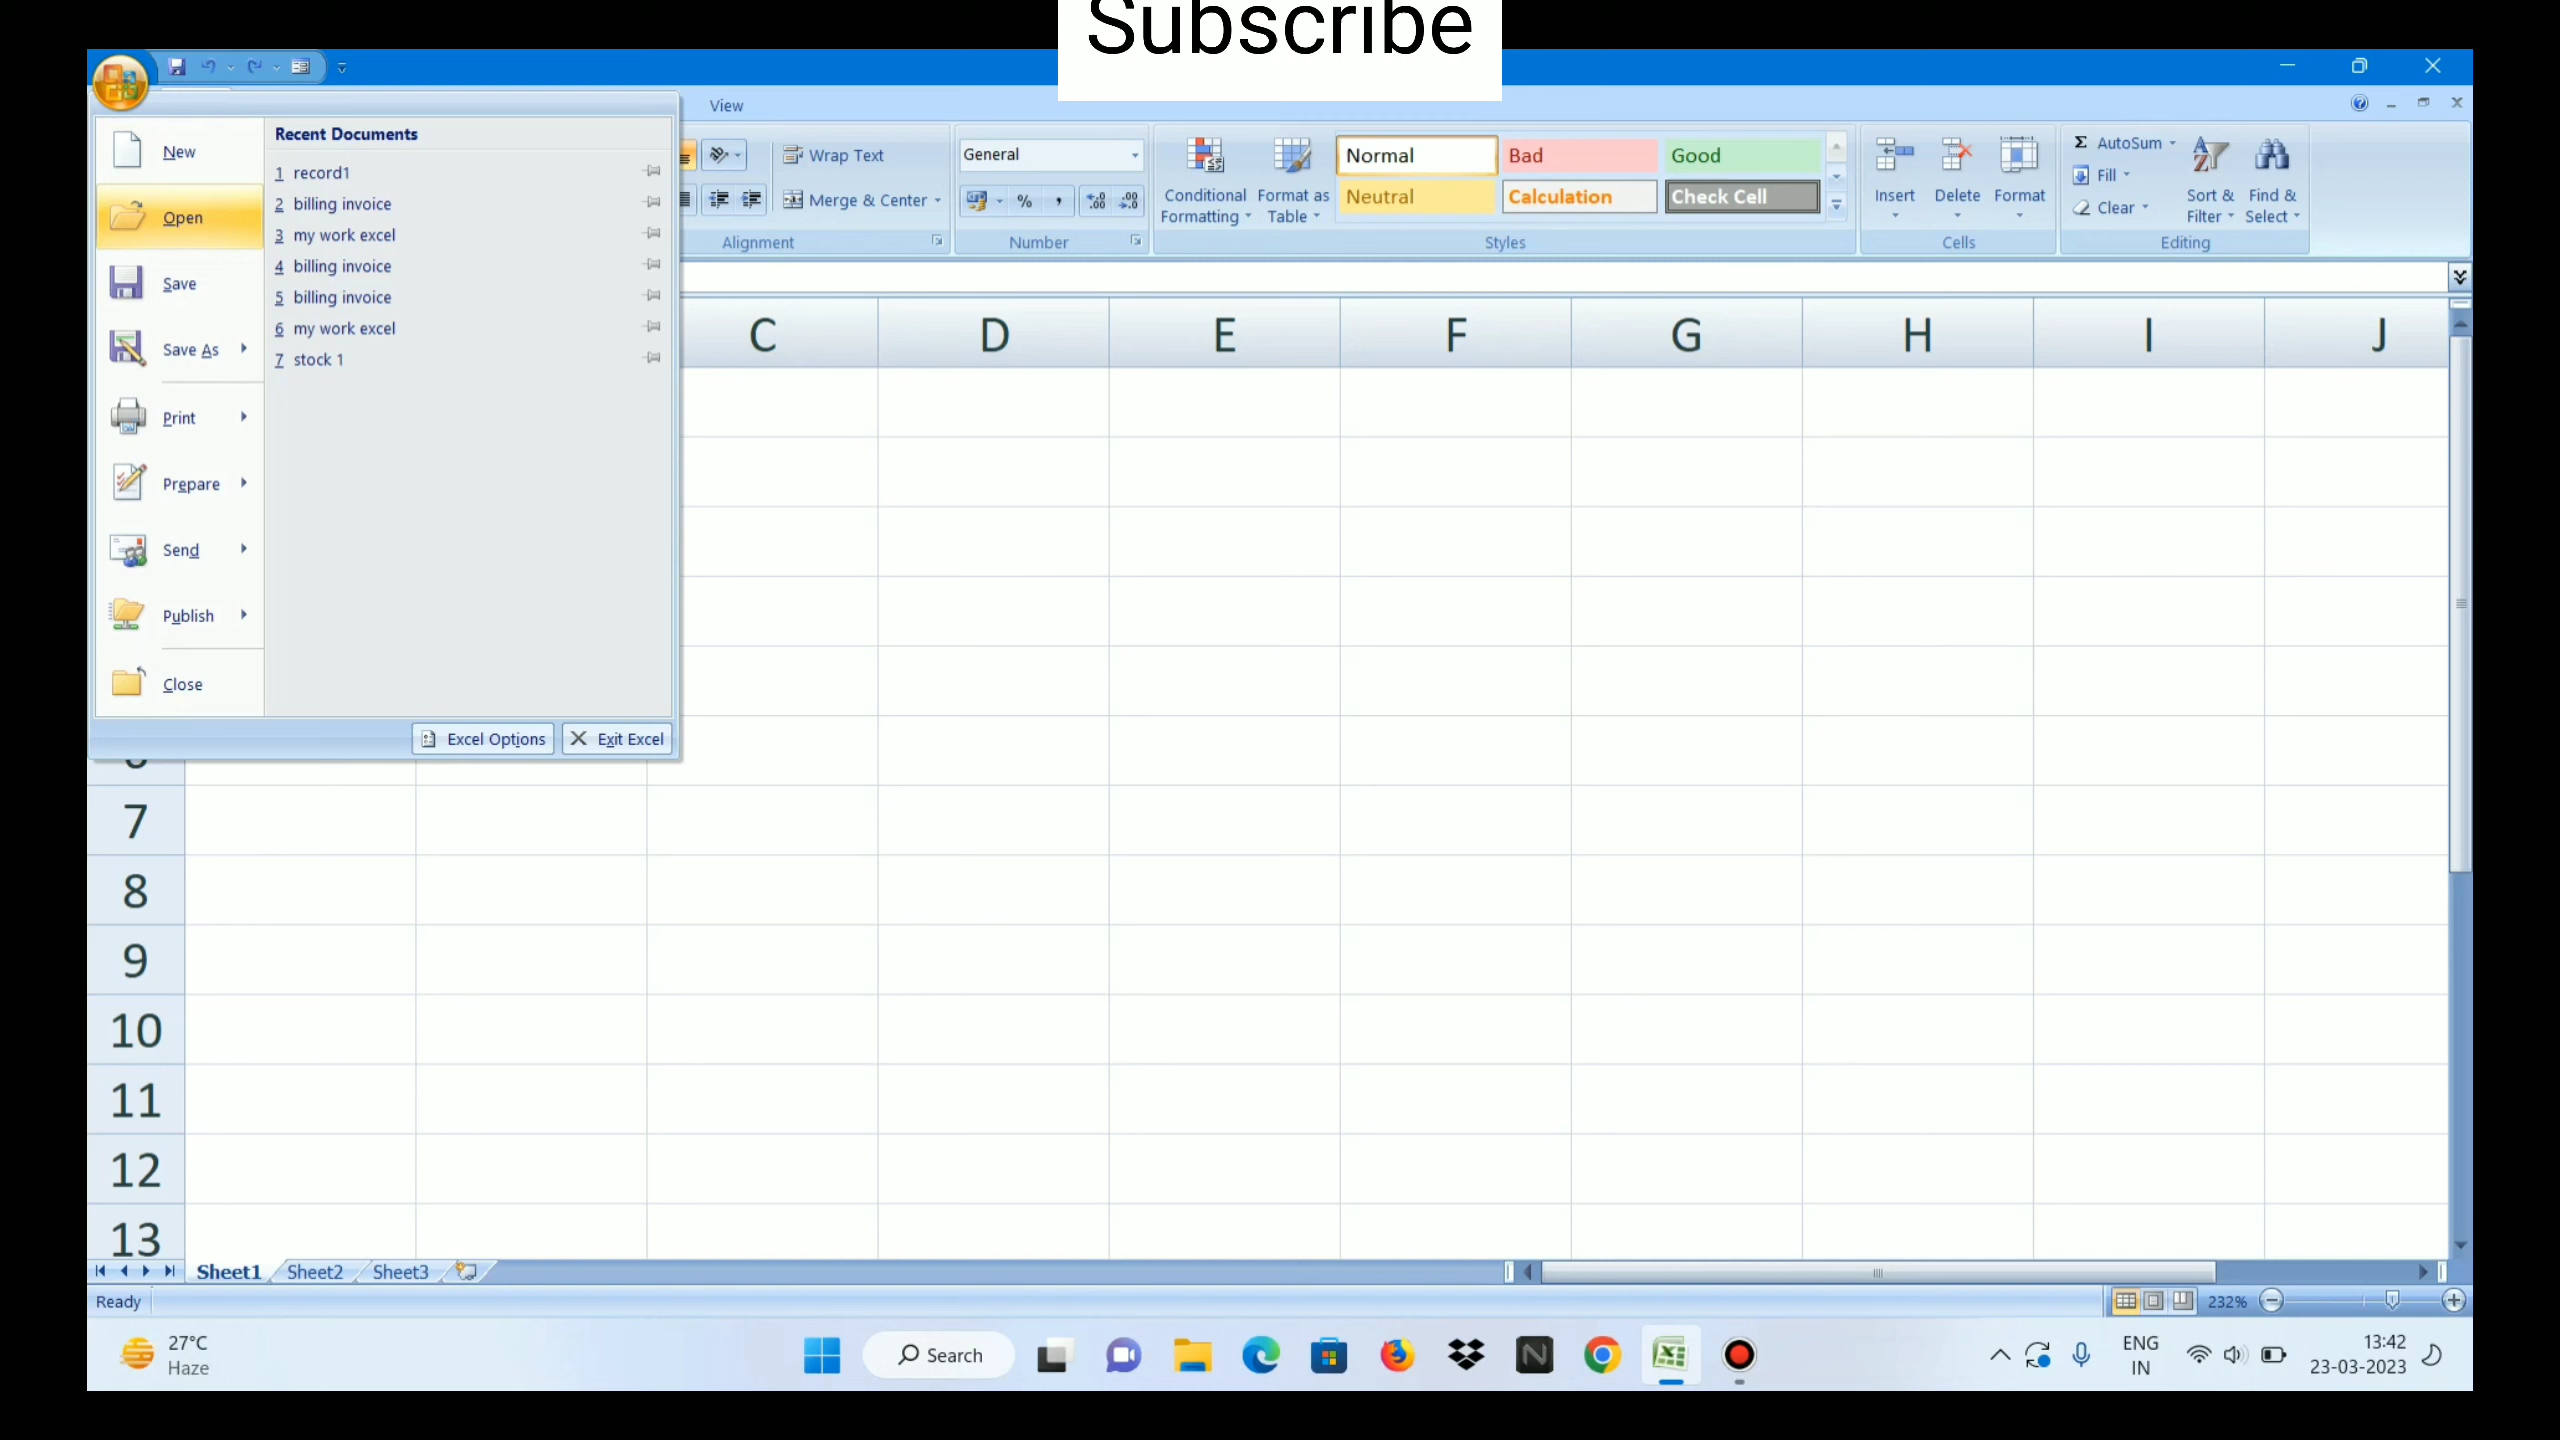 Subscribe
View
New
Open
Save
Save As
Print
Prepare
Send
Publish
Close
Recent Documents
1 record1
2 billing invoice
3 my work excel
4 billing invoice
5 billing invoice
6 my work excel
7 stock 1
Excel Options
Exit Excel
Wrap Text
Merge & Center
Alignment
General
%
Number
Conditional Formatting
Format as Table
Normal
Bad
Good
Neutral
Calculation
Check Cell
Styles
Insert
Delete
Format
Cells
Σ AutoSum
Fill
Clear
Sort & Filter
Find & Select
Editing
C D E F G H I J
7
8
9
10
11
12
13
Sheet1 Sheet2 Sheet3
Ready
232%
27°C
Haze
Search
ENG
IN
13:42
23-03-2023